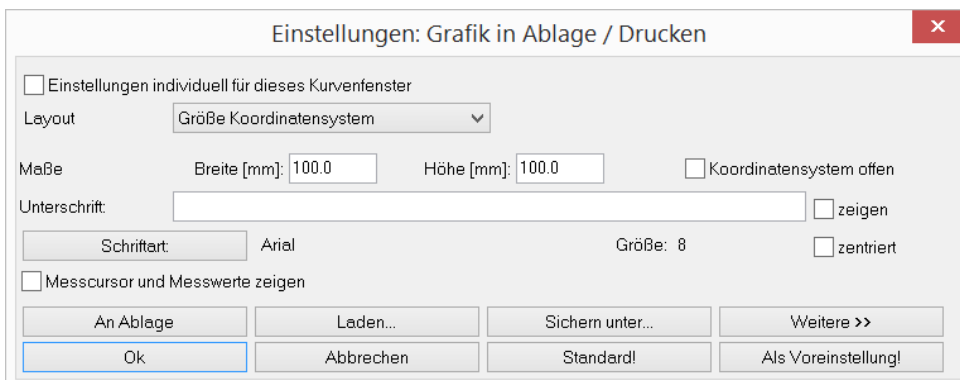 Einstellungen: Grafik in Ablage / Drucken
Einstellungen individuell für dieses Kurvenfenster
Layout Größe Koordinatensystem
Maße Breite [mm]: 100.0 Höhe [mm]: 100.0 Koordinatensystem offen
Unterschrift: zeigen
Schriftart: Arial Größe: 8 zentriert
Messcursor und Messwerte zeigen
An Ablage Laden... Sichern unter... Weitere >>
Ok Abbrechen Standard! Als Voreinstellung!